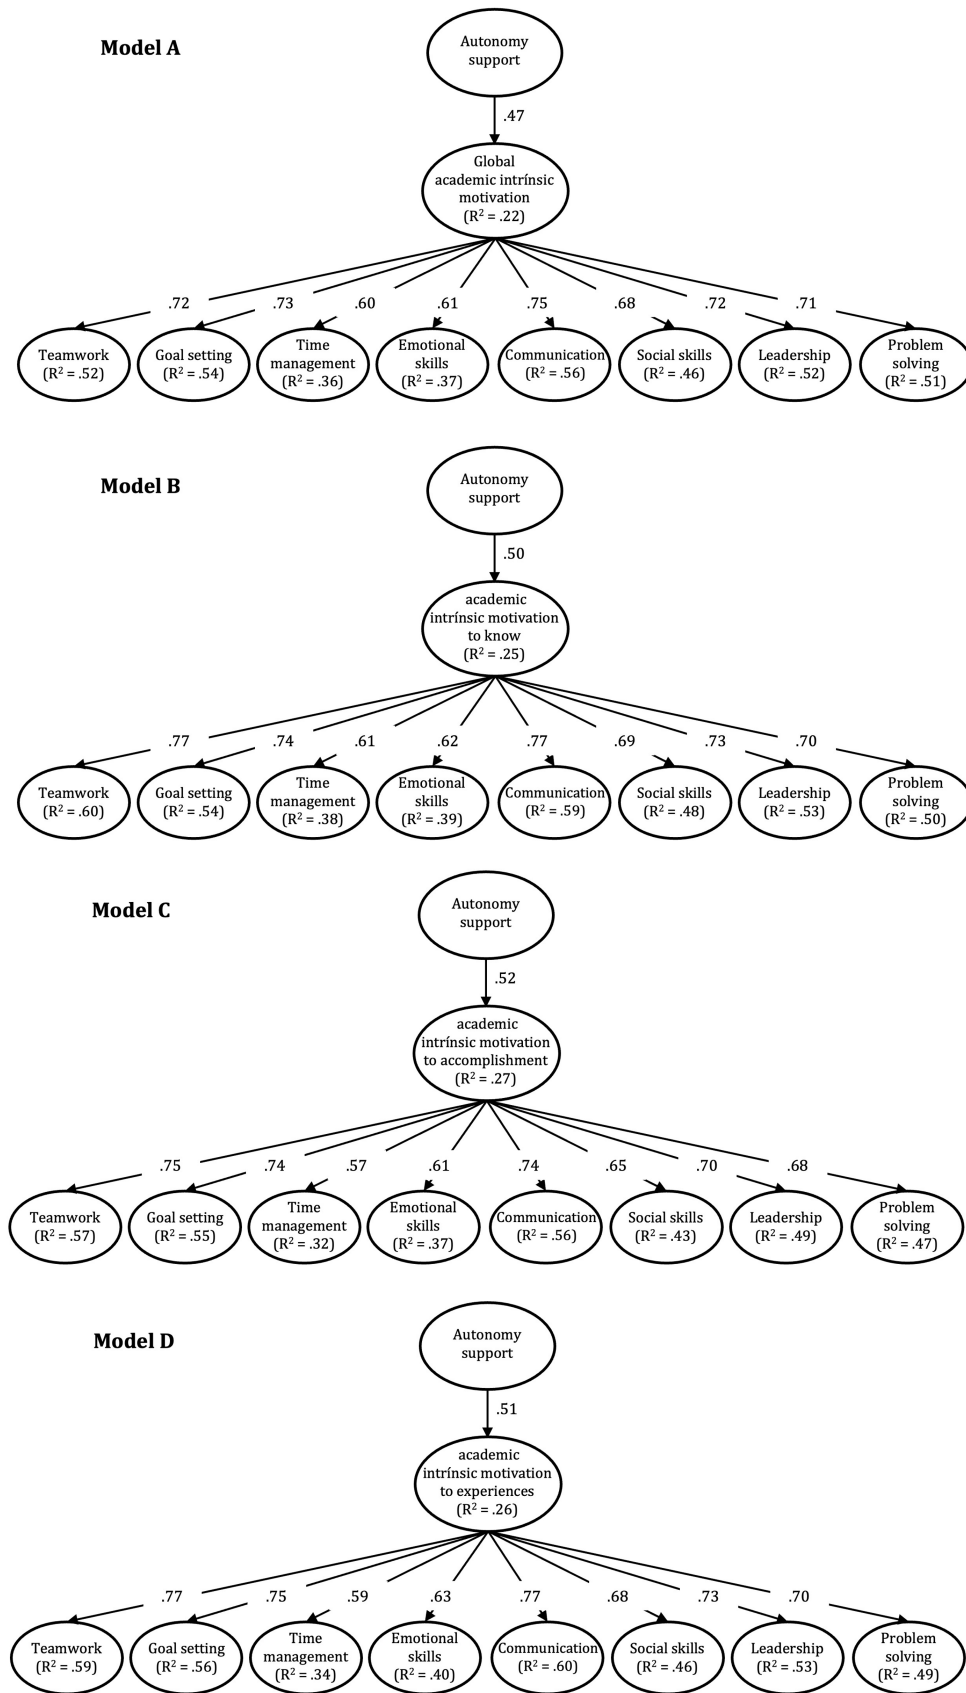 Model A
Autonomy
support
.47
Global
academic intrínsic
motivation
(R² = .22)
.72 .73 .60 .61 .75 .68 .72 .71
Teamwork
(R² = .52)
Goal setting
(R² = .54)
Time
management
(R² = .36)
Emotional
skills
(R² = .37)
Communication
(R² = .56)
Social skills
(R² = .46)
Leadership
(R² = .52)
Problem
solving
(R² = .51)
Model B
Autonomy
support
.50
academic
intrínsic motivation
to know
(R² = .25)
.77 .74 .61 .62 .77 .69 .73 .70
Teamwork
(R² = .60)
Goal setting
(R² = .54)
Time
management
(R² = .38)
Emotional
skills
(R² = .39)
Communication
(R² = .59)
Social skills
(R² = .48)
Leadership
(R² = .53)
Problem
solving
(R² = .50)
Model C
Autonomy
support
.52
academic
intrínsic motivation
to accomplishment
(R² = .27)
.75 .74 .57 .61 .74 .65 .70 .68
Teamwork
(R² = .57)
Goal setting
(R² = .55)
Time
management
(R² = .32)
Emotional
skills
(R² = .37)
Communication
(R² = .56)
Social skills
(R² = .43)
Leadership
(R² = .49)
Problem
solving
(R² = .47)
Model D
Autonomy
support
.51
academic
intrínsic motivation
to experiences
(R² = .26)
.77 .75 .59 .63 .77 .68 .73 .70
Teamwork
(R² = .59)
Goal setting
(R² = .56)
Time
management
(R² = .34)
Emotional
skills
(R² = .40)
Communication
(R² = .60)
Social skills
(R² = .46)
Leadership
(R² = .53)
Problem
solving
(R² = .49)